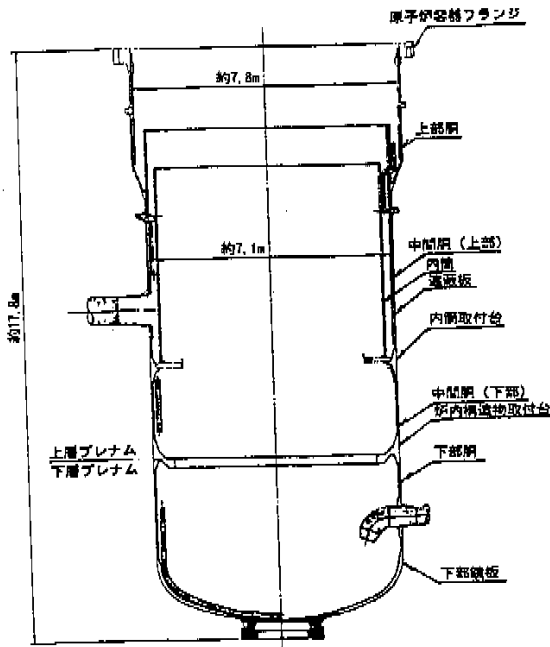 原子炉容器フランジ
約7.8m
上部胴
中間胴（上部）
内筒
遮蔽板
約7.1m
内筒取付台
約17.8m
中間胴（下部）
炉内構造物取付台
上層プレナム
下層プレナム
下部胴
下部鏡板